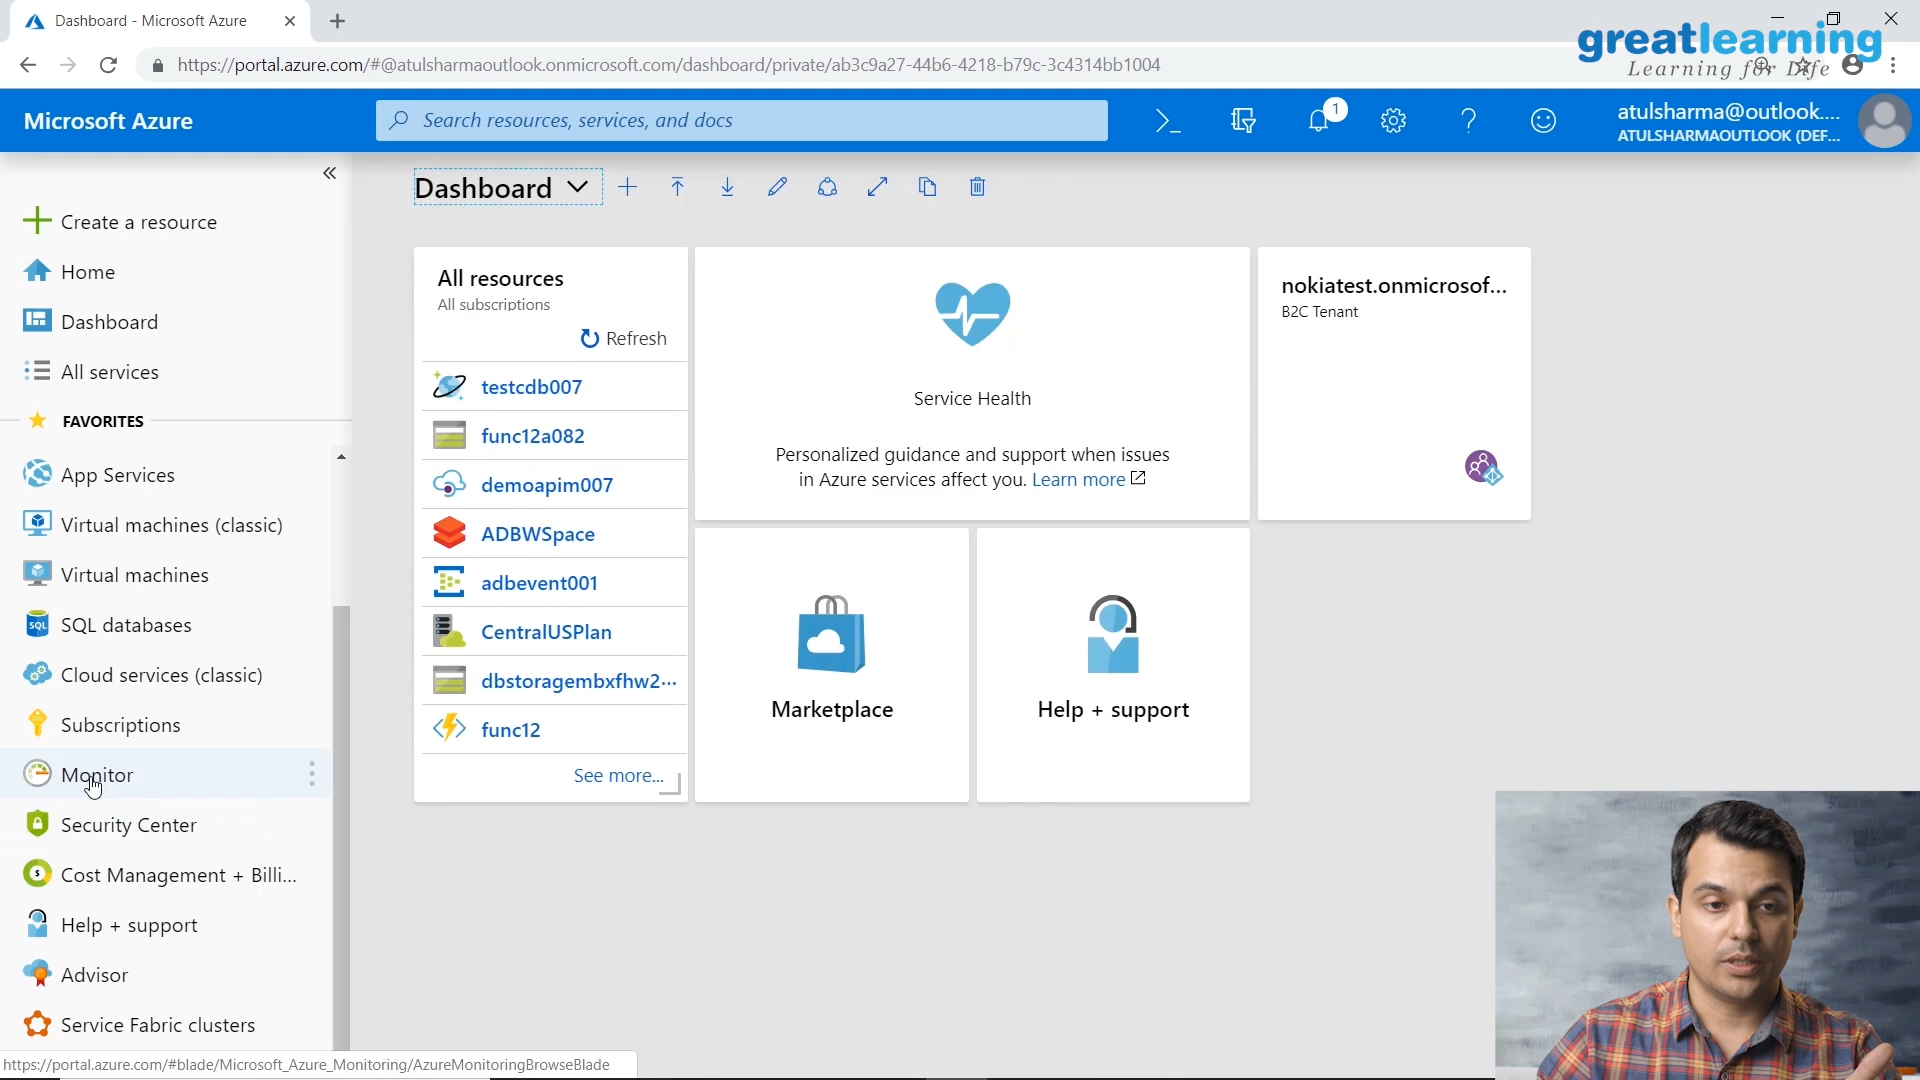 Dashboard - Microsoft Azure
greatlearning
Learning for Life
https://portal.azure.com/#@atulsharmaoutlook.onmicrosoft.com/dashboard/private/ab3c9a27-44b6-4218-b79c-3c4314bb1004
Microsoft Azure
Search resources, services, and docs
1
atulsharma@outlook....
ATULSHARMAOUTLOOK (DEF...
Dashboard
Create a resource
Home
Dashboard
All services
FAVORITES
App Services
Virtual machines (classic)
Virtual machines
SQL
SQL databases
Cloud services (classic)
Subscriptions
Monitor
Security Center
Cost Management + Billi...
Help + support
Advisor
Service Fabric clusters
All resources
All subscriptions
Refresh
testcdb007
func12a082
demoapim007
ADBWSpace
adbevent001
CentralUSPlan
dbstoragembxfhw2...
func12
See more...
Service Health
Personalized guidance and support when issues
in Azure services affect you. Learn more
nokiatest.onmicrosof...
B2C Tenant
Marketplace
Help + support
https://portal.azure.com/#blade/Microsoft_Azure_Monitoring/AzureMonitoringBrowseBlade